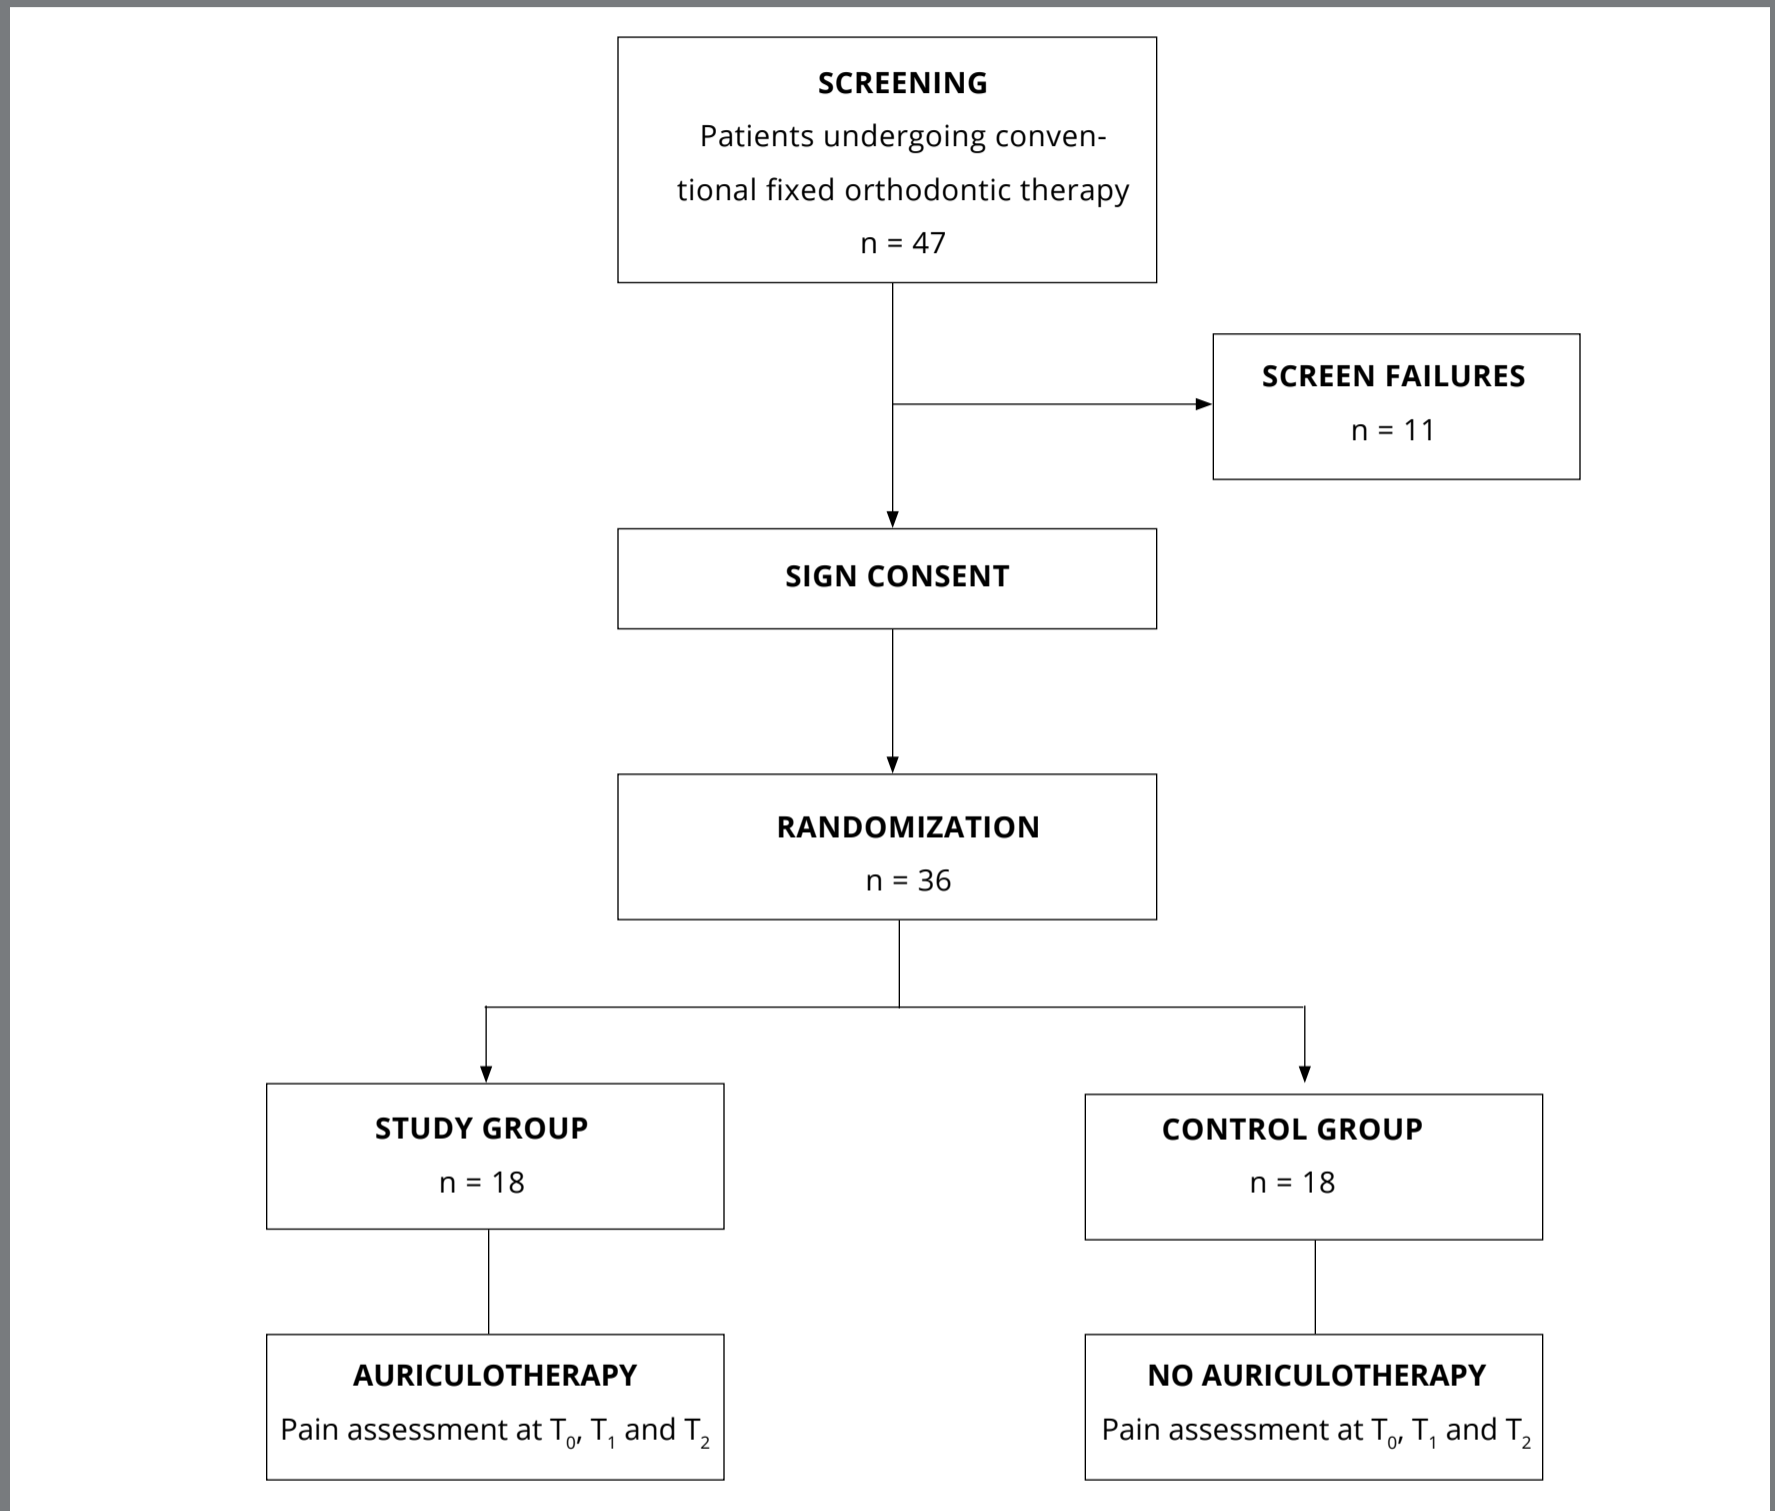 SCREENING
Patients undergoing conven-
tional fixed orthodontic therapy
n = 47
SCREEN FAILURES
n = 11
SIGN CONSENT
RANDOMIZATION
n = 36
STUDY GROUP
n = 18
CONTROL GROUP
n = 18
AURICULOTHERAPY
Pain assessment at T₀, T₁ and T₂
NO AURICULOTHERAPY
Pain assessment at T₀, T₁ and T₂